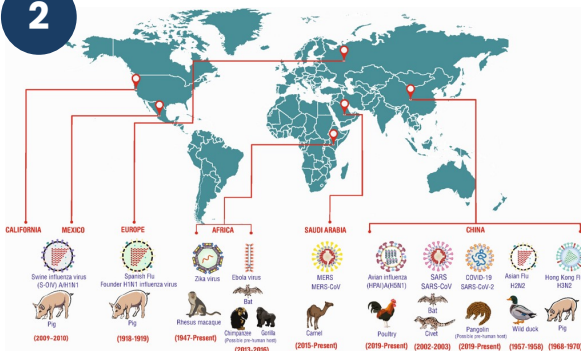 2
CALIFORNIA
MEXICO
EUROPE
AFRICA
SAUDI ARABIA
CHINA
Swine influenza virus
(S-OIV) A/H1N1
Pig
(2009-2010)
Spanish Flu
Founder H1N1 influenza virus
Pig
(1918-1919)
Zika virus
Rhesus macaque
(1947-Present)
Ebola virus
Bat
Chimpanzee
Gorilla
(Possible pre-human host)
(2013-2016)
MERS
MERS-CoV
Camel
(2015-Present)
Avian influenza
(HPAI)A(H5N1)
Poultry
(2019-Present)
SARS
SARS-CoV
Bat
Civet
(2002-2003)
COVID-19
SARS-CoV-2
Pangolin
(Possible pre-human host)
(2019-Present)
Asian Flu
H2N2
Wild duck
(1957-1958)
Hong Kong Fl
H3N2
Pig
(1968-1970)